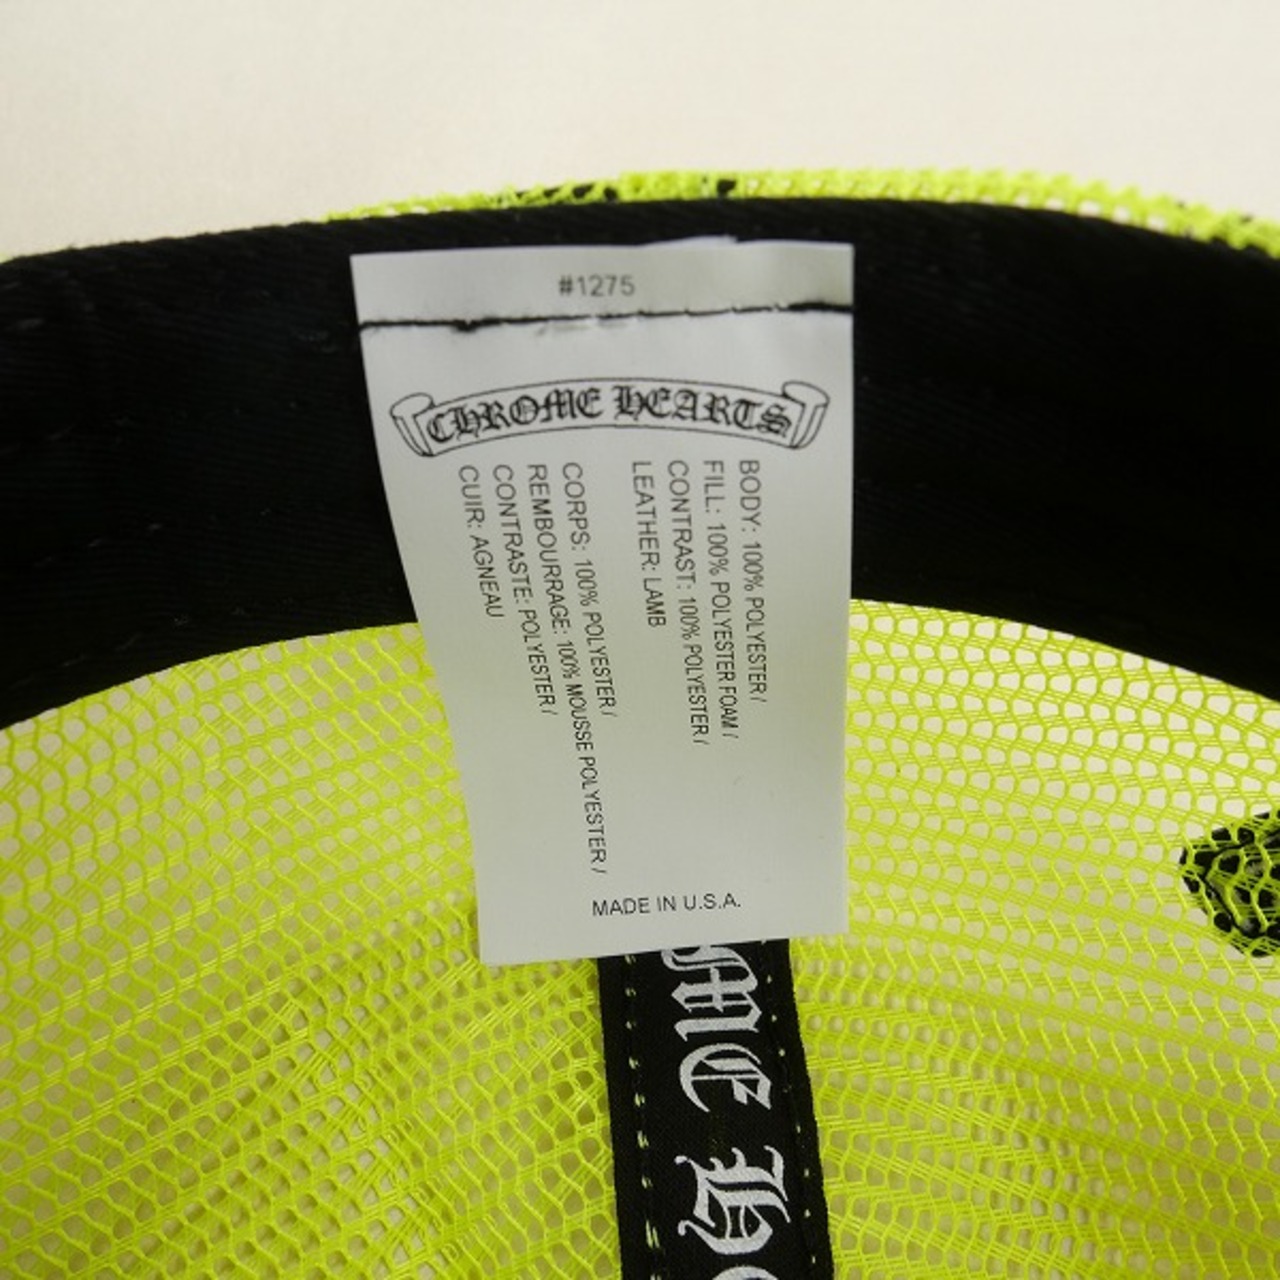 #1275
CHROME HEARTS
BODY: 100% POLYESTER/
FILL: 100% POLYESTER FOAM/
CONTRAST: 100% POLYESTER/
LEATHER: LAMB
CORPS: 100% POLYESTER/
REMBOURRAGE: 100% MOUSSE POLYESTER/
CONTRASTE: POLYESTER/
CUIR: AGNEAU
MADE IN U.S.A.